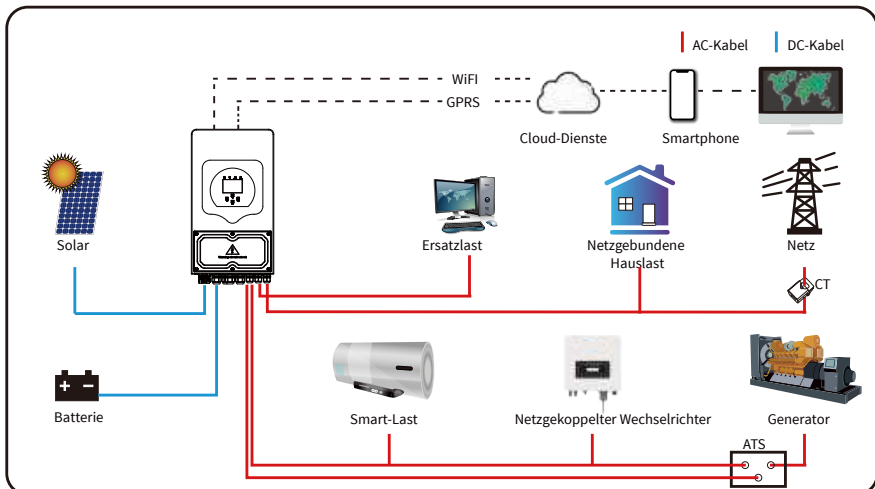 AC-Kabel
DC-Kabel
WiFI
GPRS
Cloud-Dienste
Smartphone
Solar
Ersatzlast
Netzgebundene
Hauslast
Netz
CT
Batterie
Smart-Last
Netzgekoppelter Wechselrichter
Generator
ATS